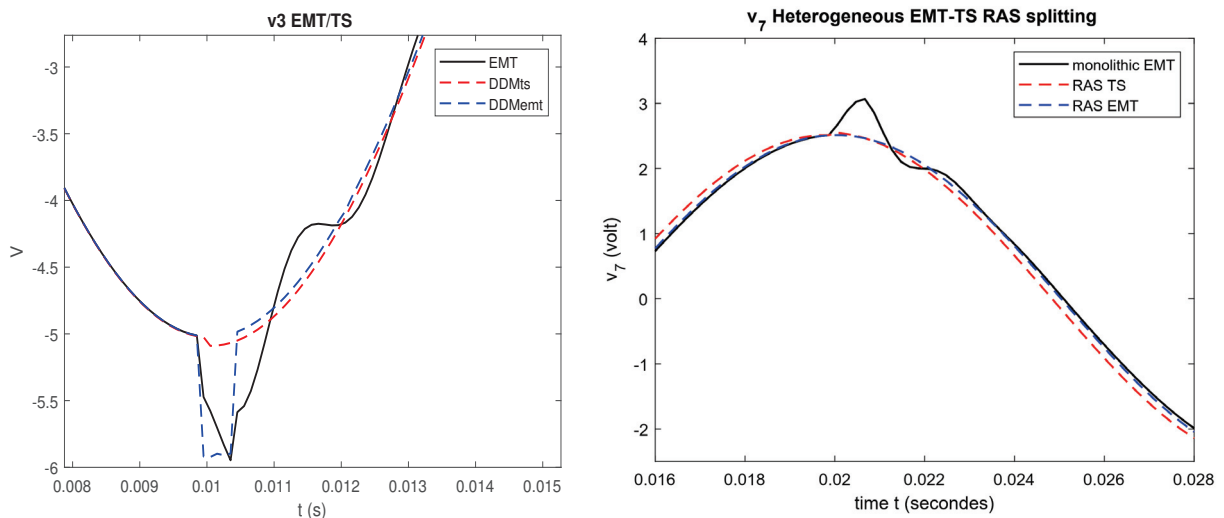 v3 EMT/TS
EMT
DDMts
DDMemt
-3
-3.5
-4
-4.5
-5
-5.5
-6
V
0.008
0.009
0.01
0.011
0.012
0.013
0.014
0.015
t (s)
v7 Heterogeneous EMT-TS RAS splitting
monolithic EMT
RAS TS
RAS EMT
4
3
2
1
0
-1
-2
v7 (volt)
0.016
0.018
0.02
0.022
0.024
0.026
0.028
time t (secondes)